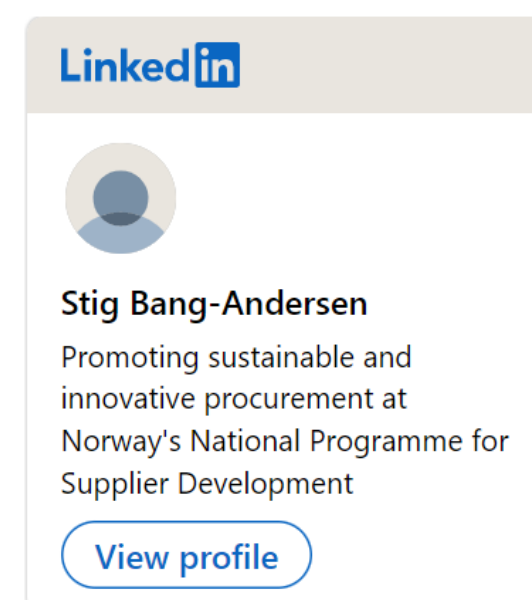 LinkedIn
Stig Bang-Andersen
Promoting sustainable and
innovative procurement at
Norway's National Programme for
Supplier Development
View profile